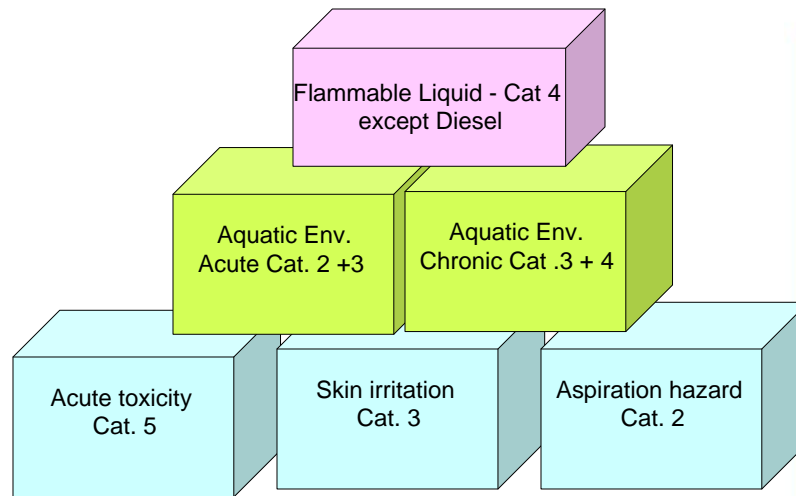 Flammable Liquid - Cat 4
except Diesel
Aquatic Env.
Acute Cat. 2 +3
Aquatic Env.
Chronic Cat .3 + 4
Acute toxicity
Cat. 5
Skin irritation
Cat. 3
Aspiration hazard
Cat. 2